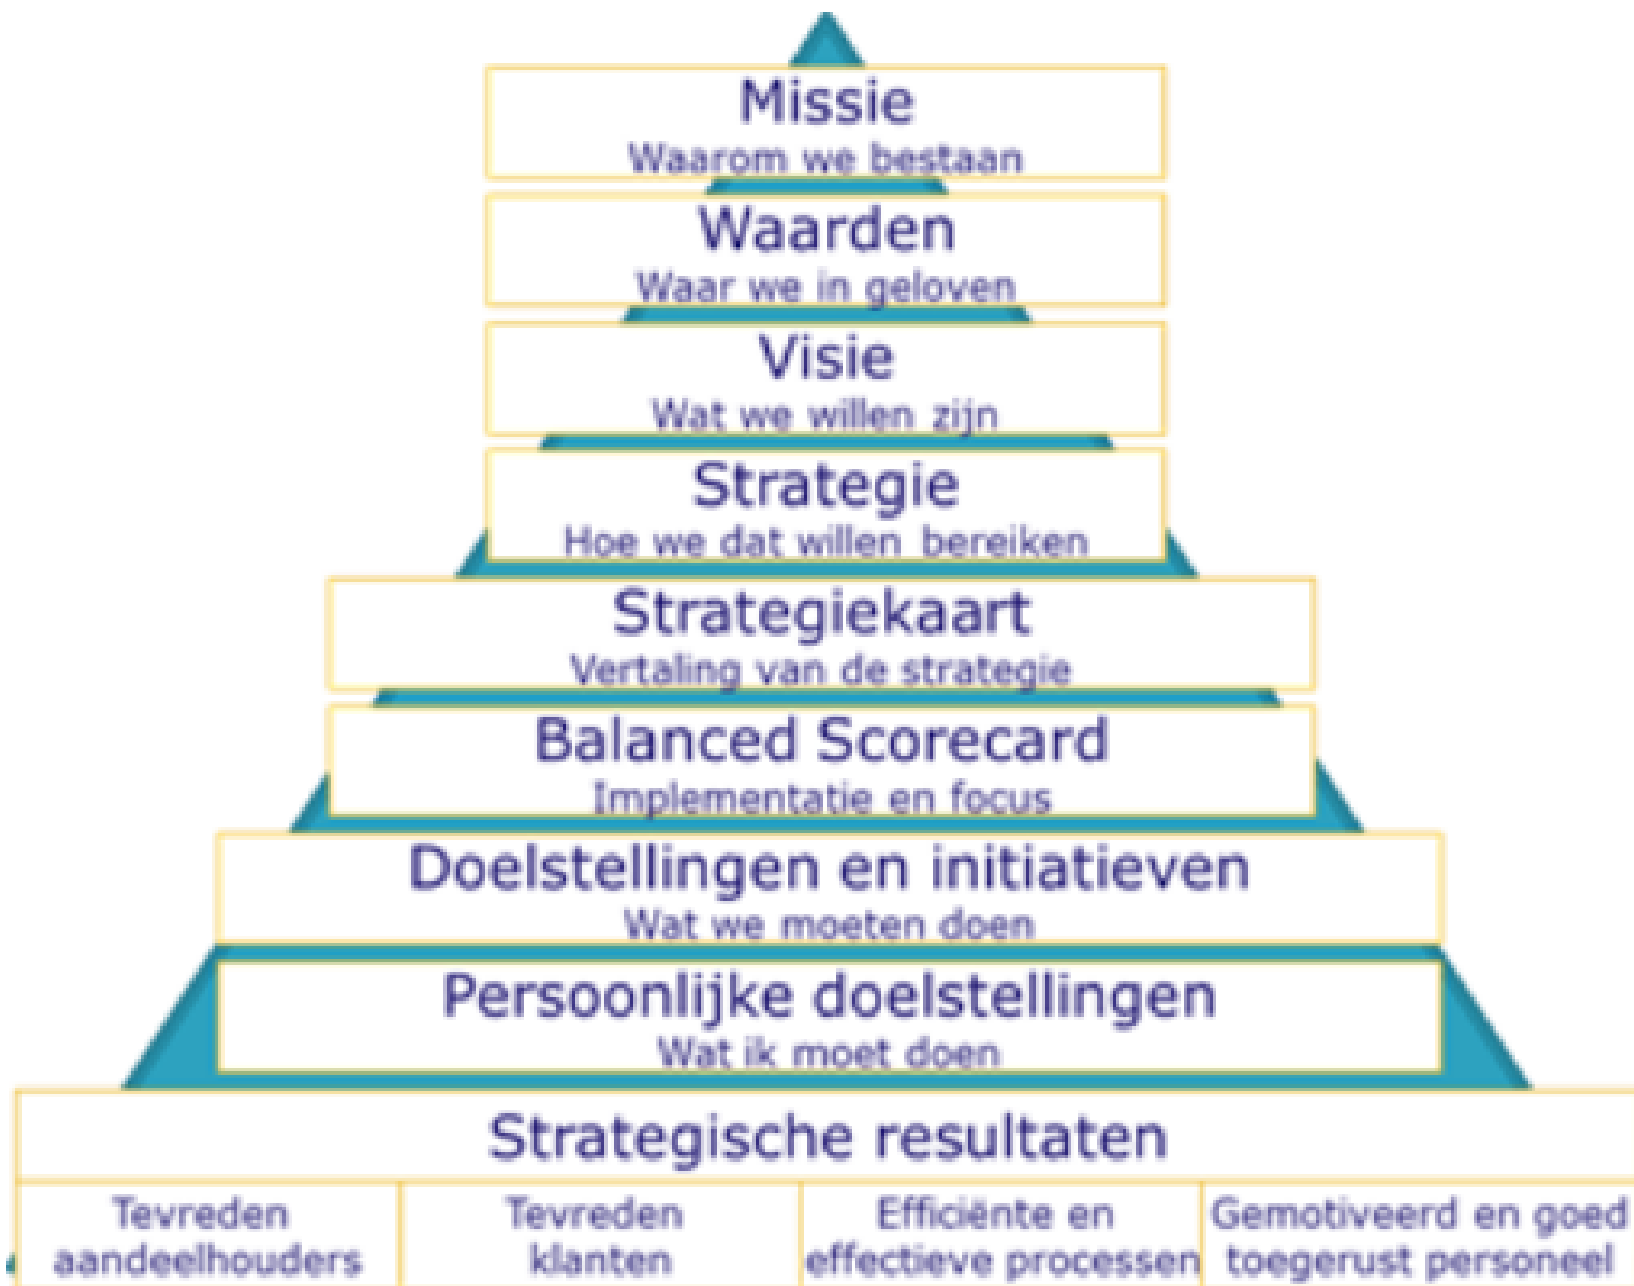 Missie
Waarom we bestaan
Waarden
Waar we in geloven
Visie
Wat we willen zijn
Strategie
Hoe we dat willen bereiken
Strategiekaart
Vertaling van de strategie
Balanced Scorecard
Implementatie en focus
Doelstellingen en initiatieven
Wat we moeten doen
Persoonlijke doelstellingen
Wat ik moet doen
Strategische resultaten
Tevreden
aandeelhouders
Tevreden
klanten
Efficiënte en
effectieve processen
Gemotiveerd en goed
toegerust personeel